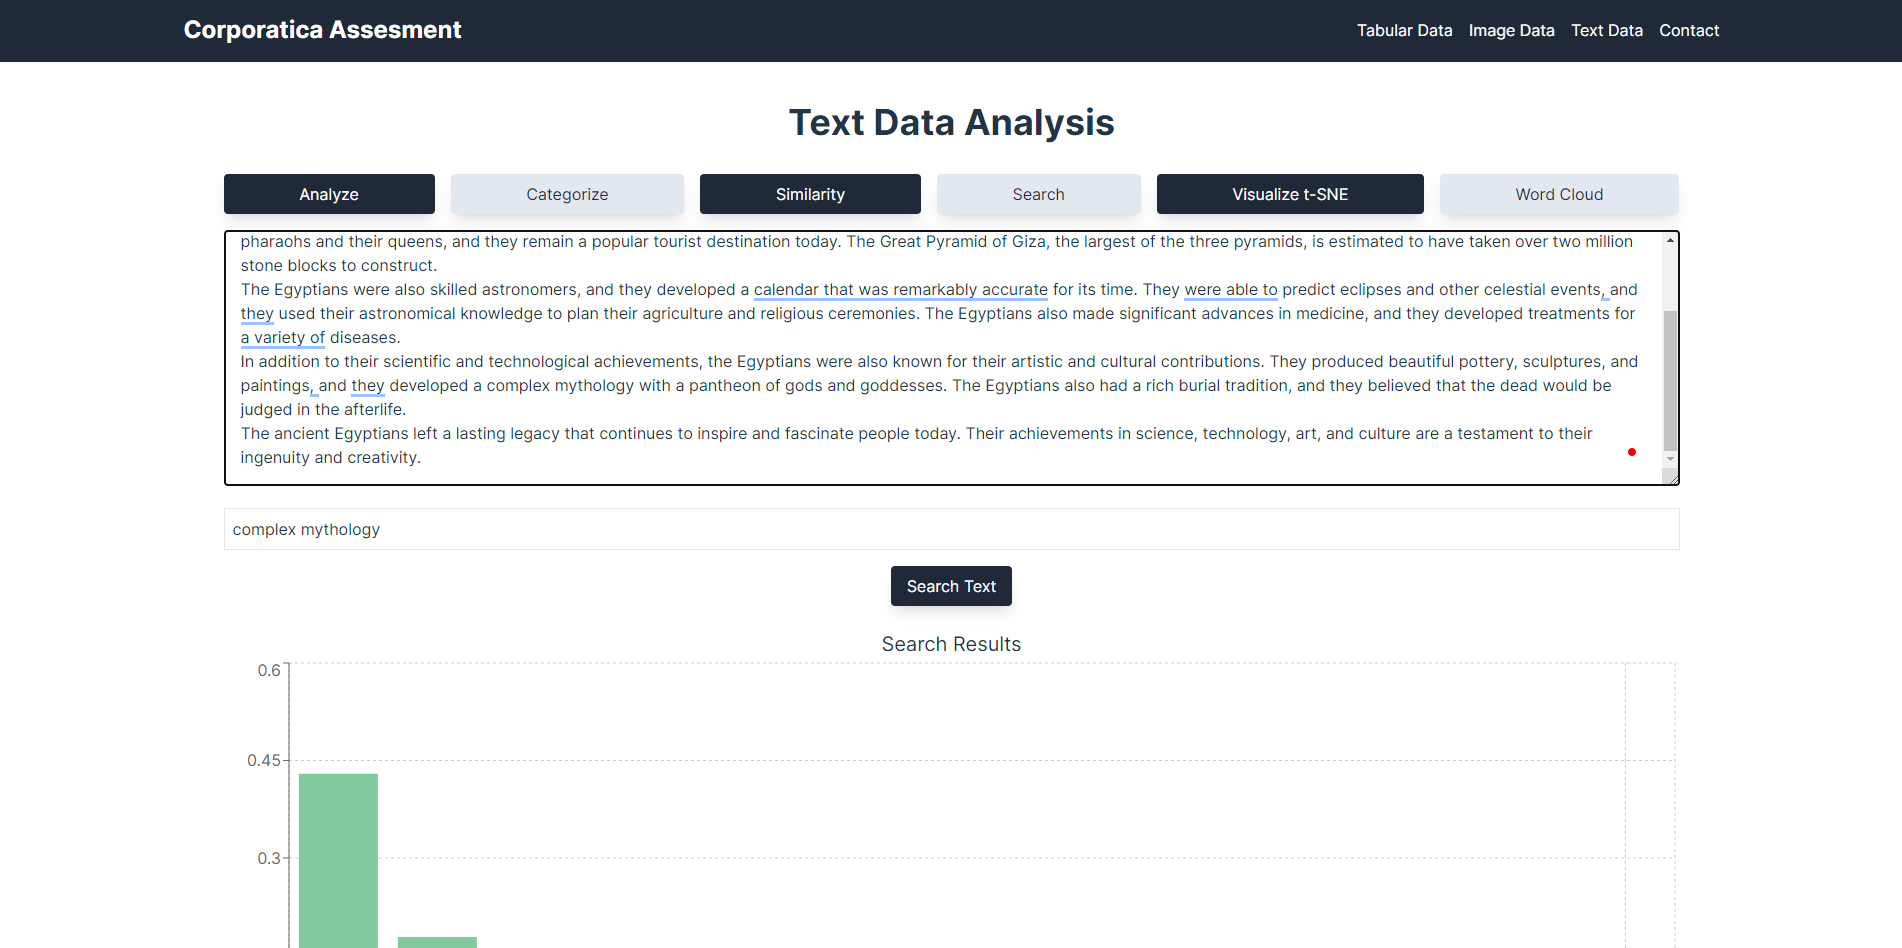 Corporatica Assesment
Tabular Data Image Data Text Data Contact
Text Data Analysis
Analyze Categorize Similarity Search Visualize t-SNE Word Cloud
pharaohs and their queens, and they remain a popular tourist destination today. The Great Pyramid of Giza, the largest of the three pyramids, is estimated to have taken over two million
stone blocks to construct.
The Egyptians were also skilled astronomers, and they developed a calendar that was remarkably accurate for its time. They were able to predict eclipses and other celestial events, and
they used their astronomical knowledge to plan their agriculture and religious ceremonies. The Egyptians also made significant advances in medicine, and they developed treatments for
a variety of diseases.
In addition to their scientific and technological achievements, the Egyptians were also known for their artistic and cultural contributions. They produced beautiful pottery, sculptures, and
paintings, and they developed a complex mythology with a pantheon of gods and goddesses. The Egyptians also had a rich burial tradition, and they believed that the dead would be
judged in the afterlife.
The ancient Egyptians left a lasting legacy that continues to inspire and fascinate people today. Their achievements in science, technology, art, and culture are a testament to their
ingenuity and creativity.
complex mythology
Search Text
Search Results
0.6
0.45
0.3